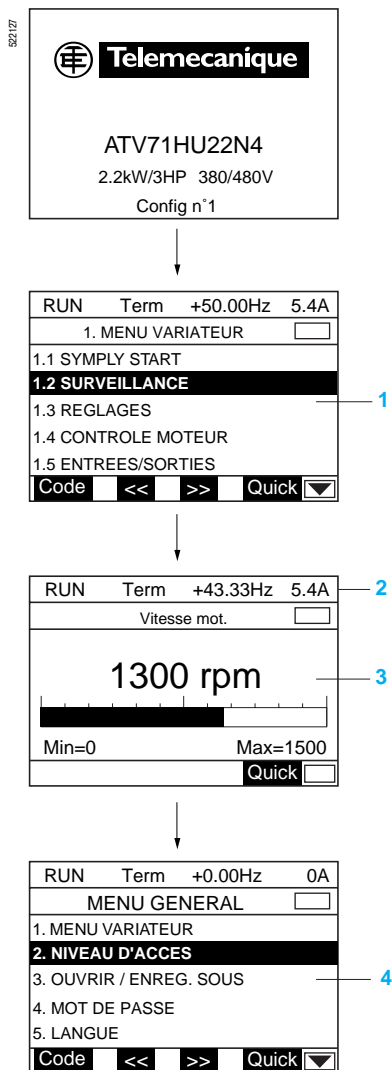 522127
Telemecanique
ATV71HU22N4
2.2kW/3HP 380/480V
Config n°1
RUN Term +50.00Hz 5.4A
1. MENU VARIATEUR
1.1 SYMPLY START
1.2 SURVEILLANCE
1.3 REGLAGES
1
1.4 CONTROLE MOTEUR
1.5 ENTREES/SORTIES
Code << >> Quick
RUN Term +43.33Hz 5.4A
2
Vitesse mot.
1300 rpm
3
Min=0 Max=1500
Quick
RUN Term +0.00Hz 0A
MENU GENERAL
1. MENU VARIATEUR
2. NIVEAU D'ACCES
3. OUVRIR / ENREG. SOUS
4
4. MOT DE PASSE
5. LANGUE
Code << >> Quick